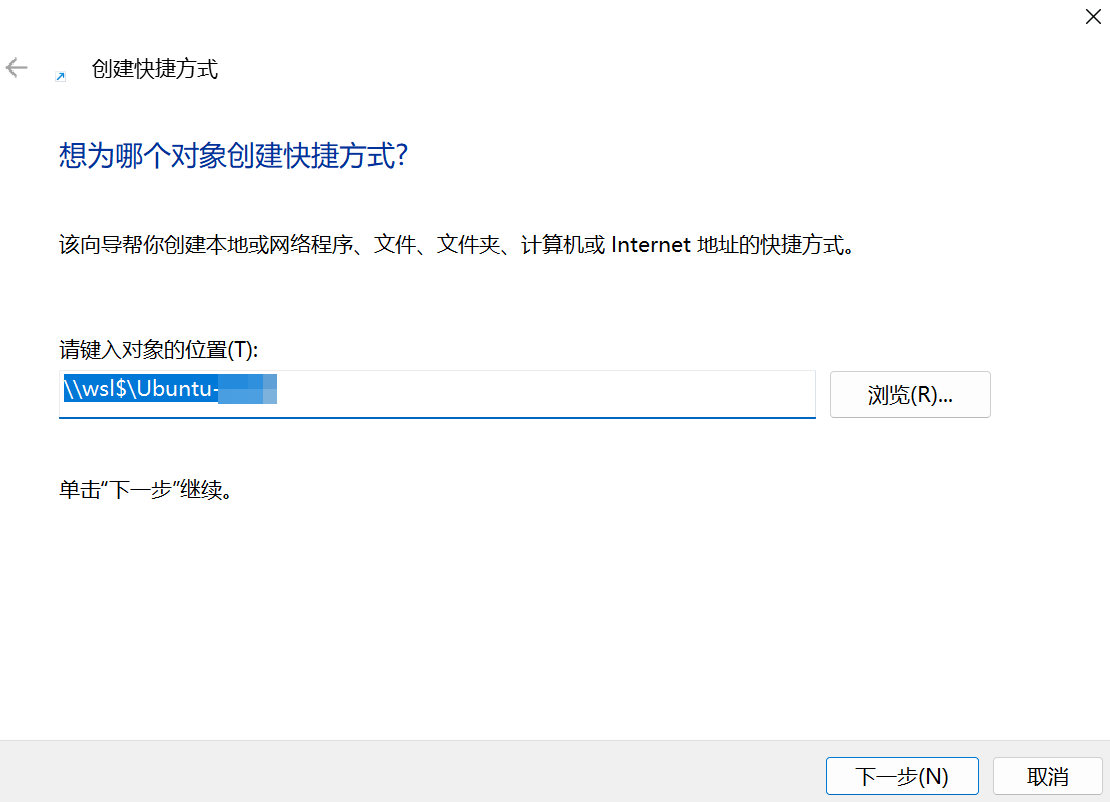 创建快捷方式
想为哪个对象创建快捷方式?
该向导帮你创建本地或网络程序、文件、文件夹、计算机或 Internet 地址的快捷方式。
请键入对象的位置(T):
\\wsl$\Ubuntu-
浏览(R)...
单击“下一步”继续。
下一步(N)
取消